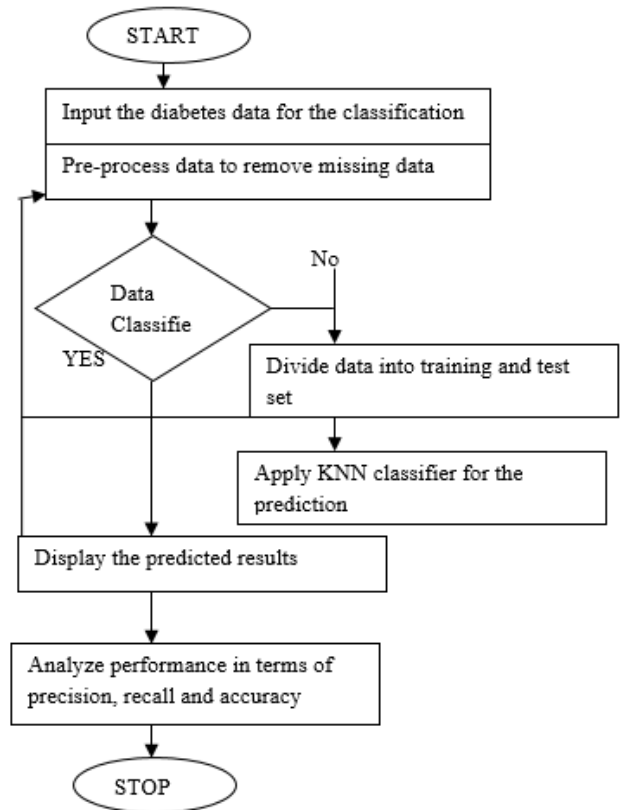 START
Input the diabetes data for the classification
Pre-process data to remove missing data
No
Data
Classifie
YES
Divide data into training and test
set
Apply KNN classifier for the
prediction
Display the predicted results
Analyze performance in terms of
precision, recall and accuracy
STOP